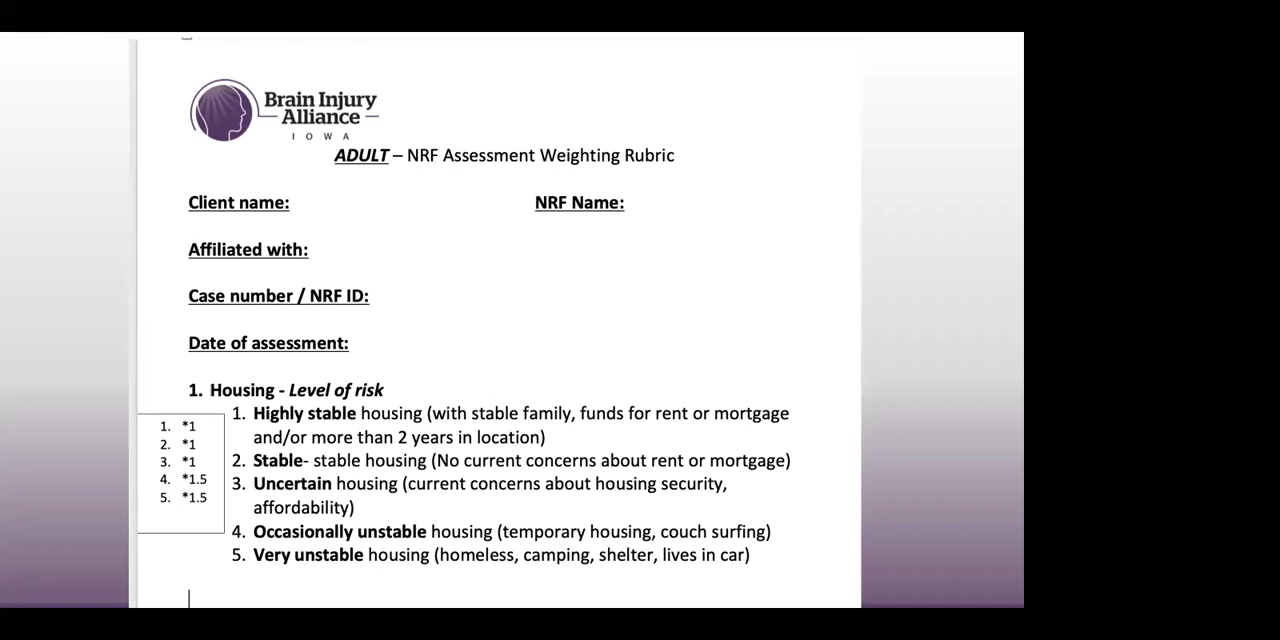 Brain Injury
Alliance
IOWA
ADULT – NRF Assessment Weighting Rubric
Client name: NRF Name:
Affiliated with:
Case number / NRF ID:
Date of assessment:
1. Housing - Level of risk
1. *1
2. *1
3. *1
4. *1.5
5. *1.5
1. Highly stable housing (with stable family, funds for rent or mortgage
and/or more than 2 years in location)
2. Stable- stable housing (No current concerns about rent or mortgage)
3. Uncertain housing (current concerns about housing security,
affordability)
4. Occasionally unstable housing (temporary housing, couch surfing)
5. Very unstable housing (homeless, camping, shelter, lives in car)